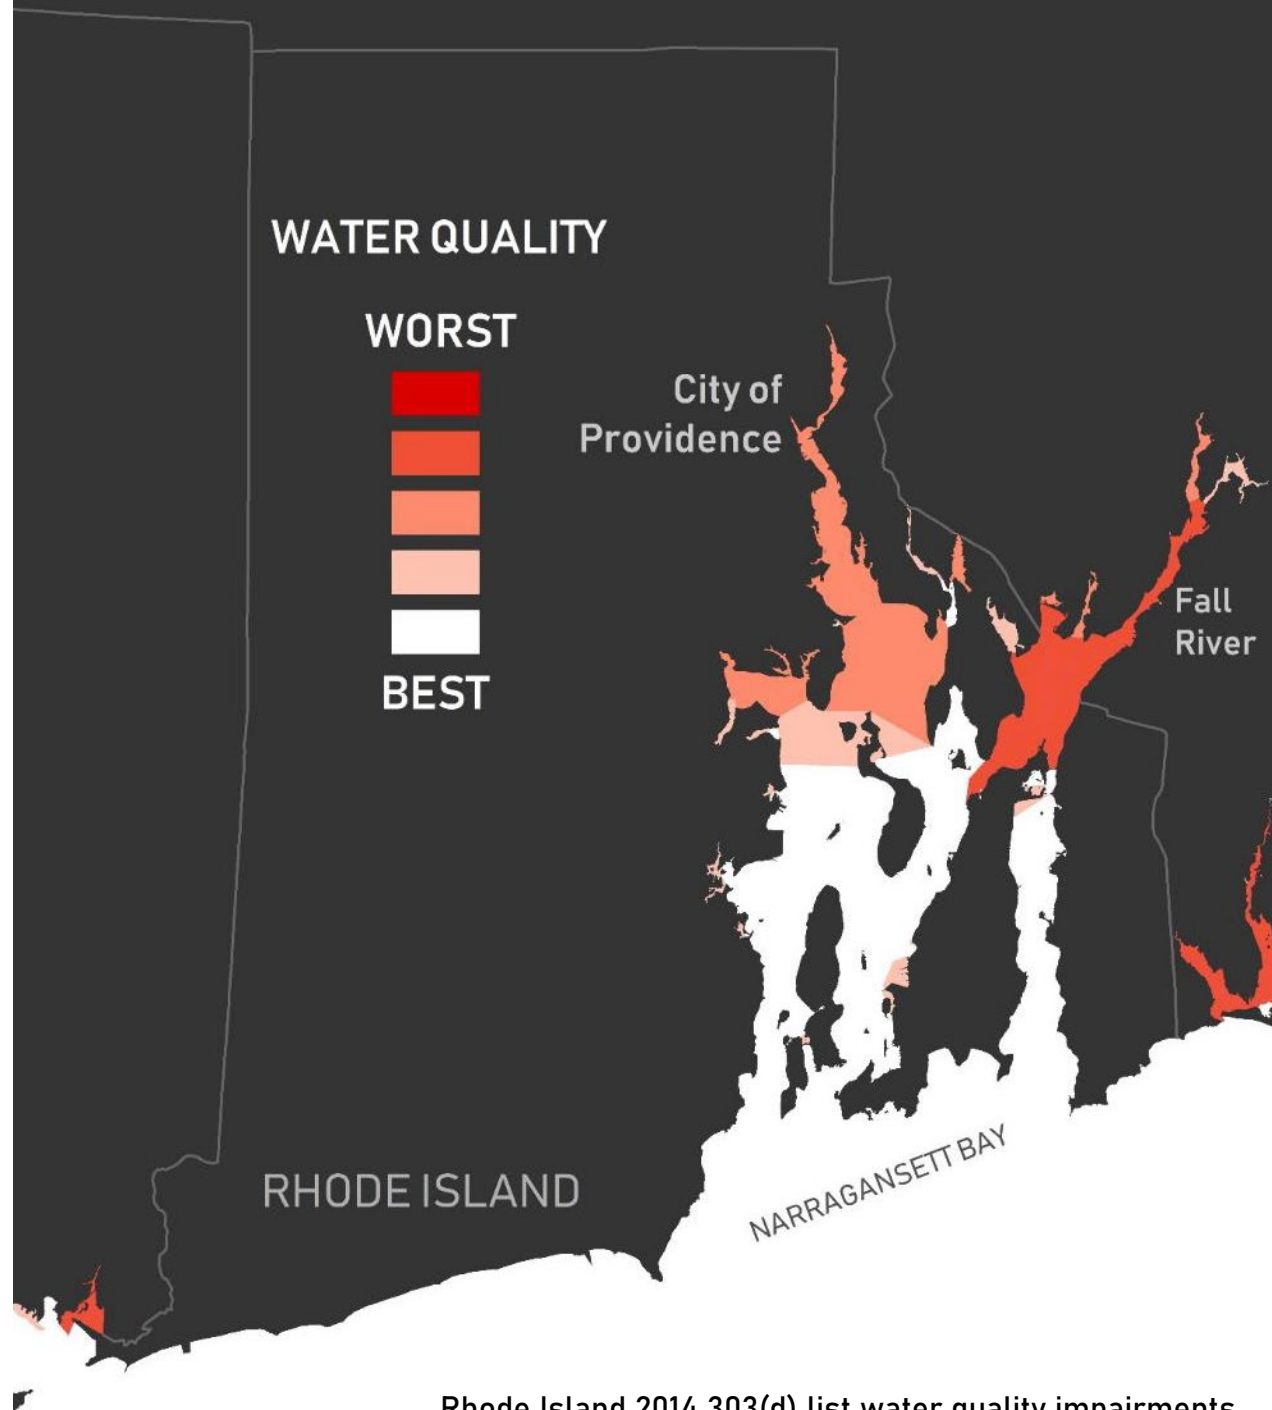 WATER QUALITY
WORST
BEST
City of
Providence
Fall
River
RHODE ISLAND
NARRAGANSETT BAY
Rhode Island 2014 303(d) list water quality impairments